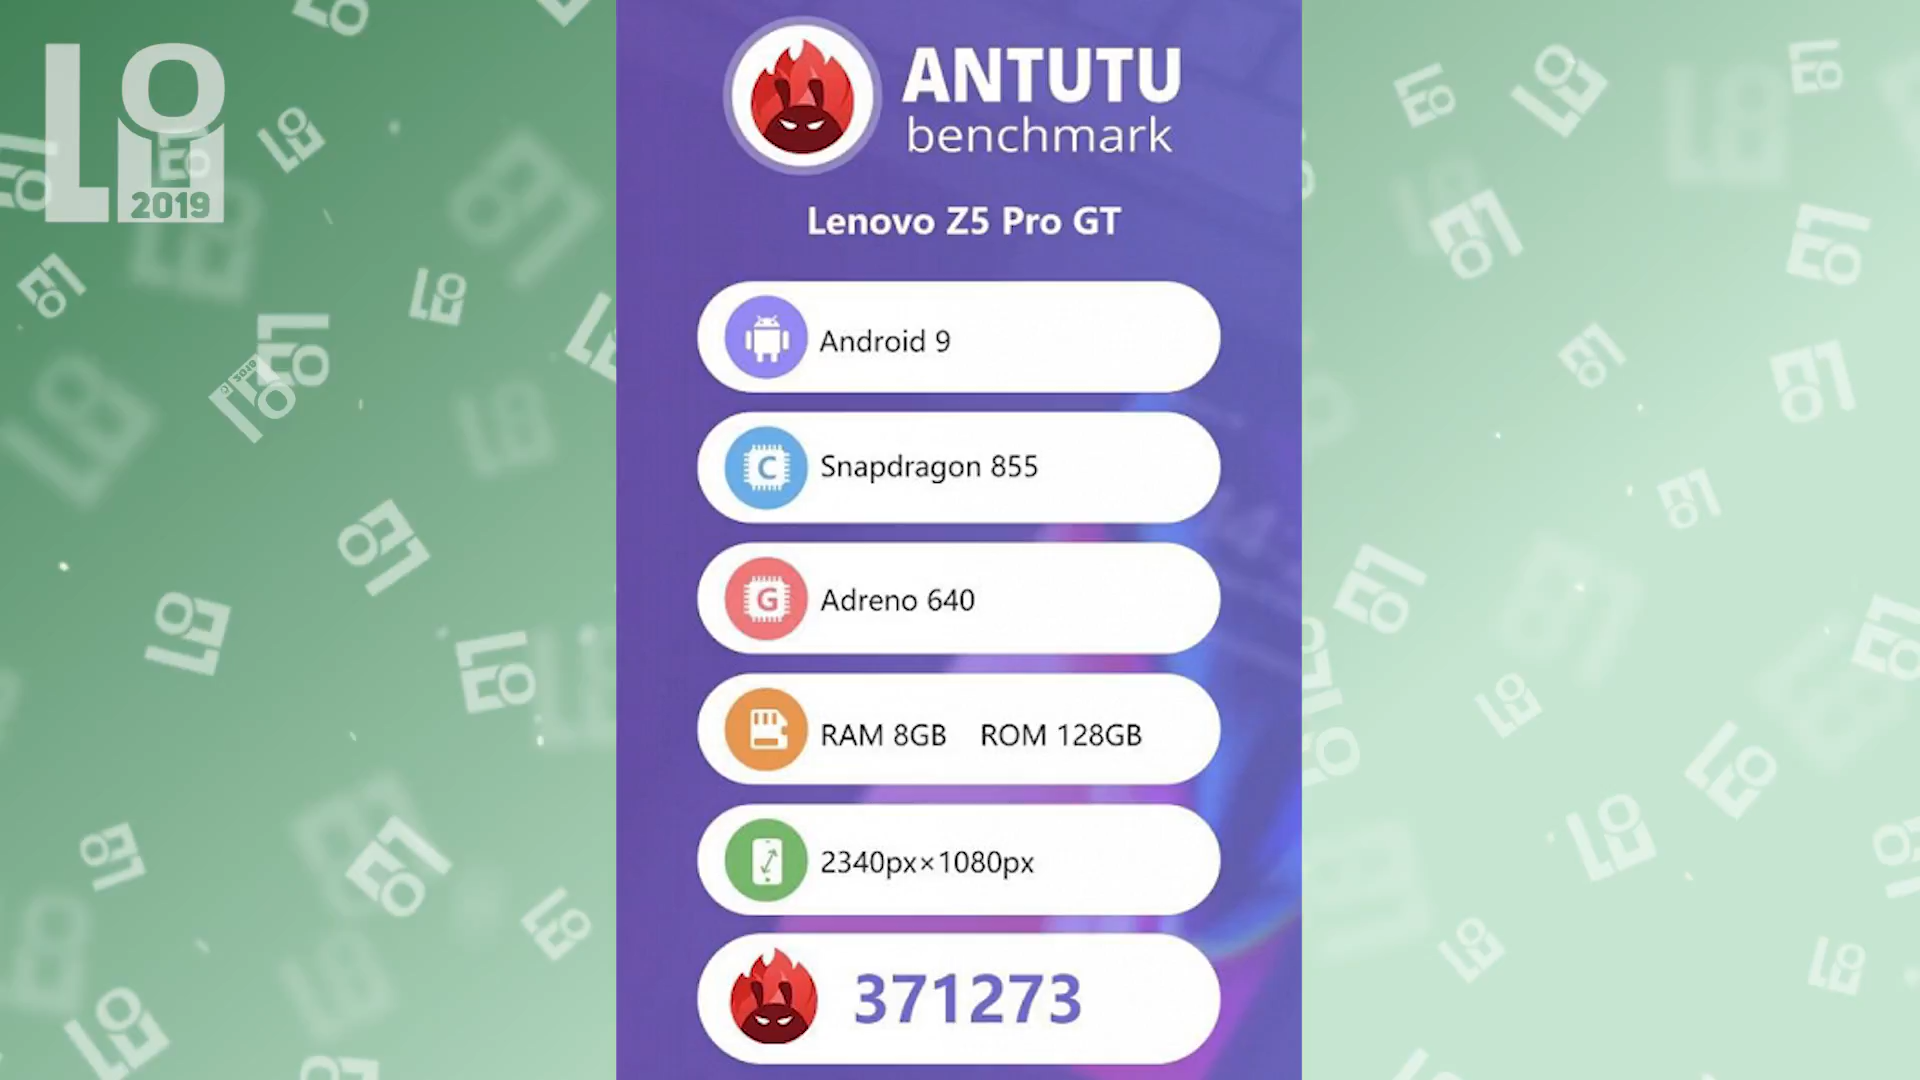 LOLI
2019
ANTUTU
benchmark
Lenovo Z5 Pro GT
Android 9
C
Snapdragon 855
G
Adreno 640
RAM 8GB ROM 128GB
2340px×1080px
371273